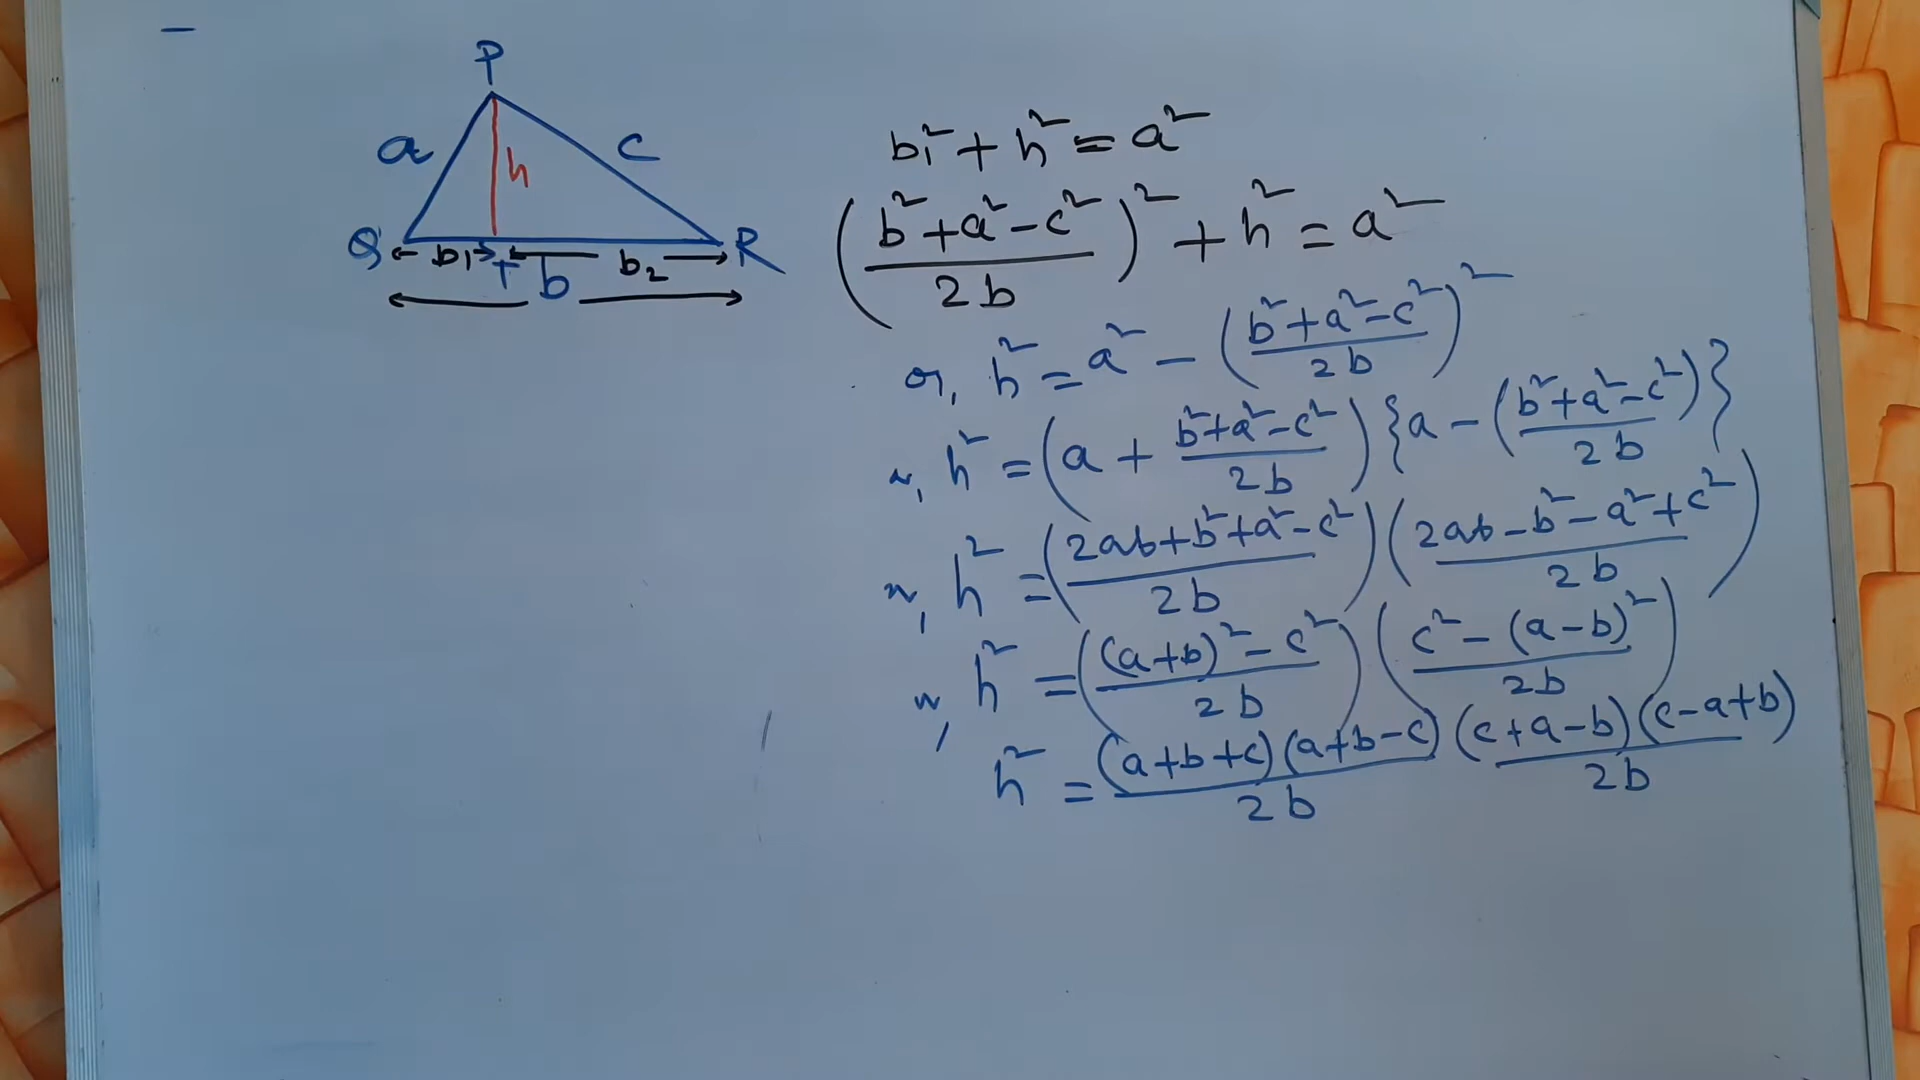 P
a
h
c
Q
b₁
T
b₂
R
b
b₁² + h² = a²
((b² + a² - c²)/2b)² + h² = a²
or, h² = a² - ((b² + a² - c²)/2b)²
or, h² = (a + (b² + a² - c²)/2b) {a - ((b² + a² - c²)/2b)}
or, h² = ((2ab + b² + a² - c²)/2b) ((2ab - b² - a² + c²)/2b)
or, h² = (((a+b)² - c²)/2b) ((c² - (a-b)²)/2b)
h² = (a+b+c)(a+b-c)/2b (c+a-b)(c-a+b)/2b